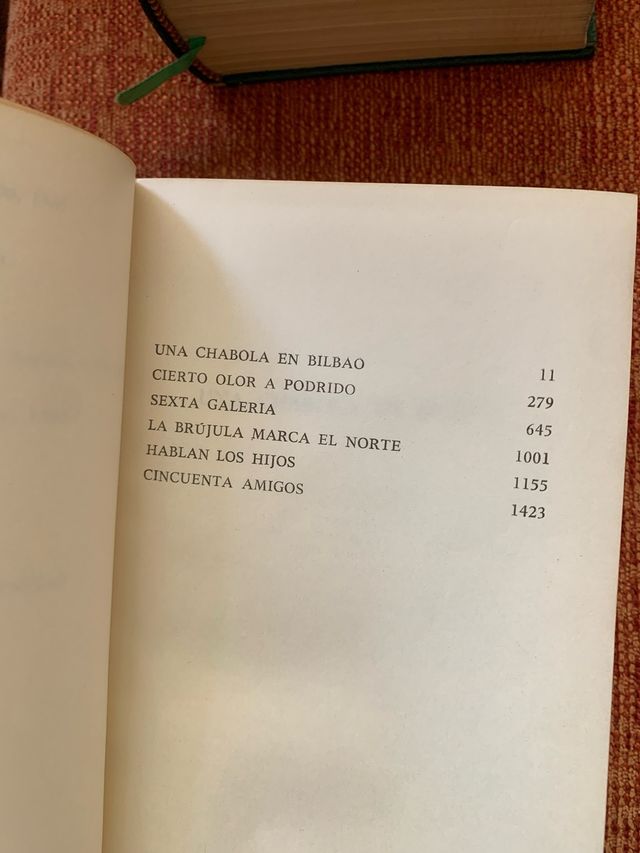 UNA CHABOLA EN BILBAO 11
CIERTO OLOR A PODRIDO 279
SEXTA GALERIA 645
LA BRÚJULA MARCA EL NORTE 1001
HABLAN LOS HIJOS 1155
CINCUENTA AMIGOS 1423